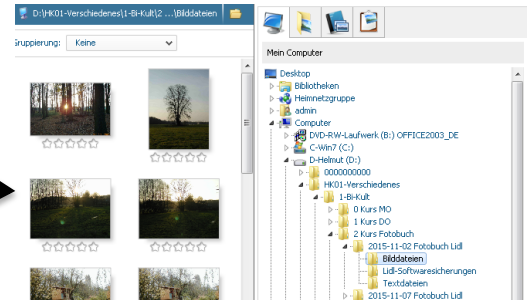 D:\HK01-Verschiedenes\1-Bi-Kult\2 ...\Bilddateien
Gruppierung: Keine
Mein Computer
Desktop
Bibliotheken
Heimnetzgruppe
admin
Computer
DVD-RW-Laufwerk (B:) OFFICE2003_DE
C-Win7 (C:)
D-Helmut (D:)
0000000000
HK01-Verschiedenes
1-Bi-Kult
0 Kurs MO
1 Kurs DO
2 Kurs Fotobuch
2015-11-02 Fotobuch Lidl
Bilddateien
Lidl-Softwaresicherungen
Textdateien
2015-11-07 Fotobuch Lidl